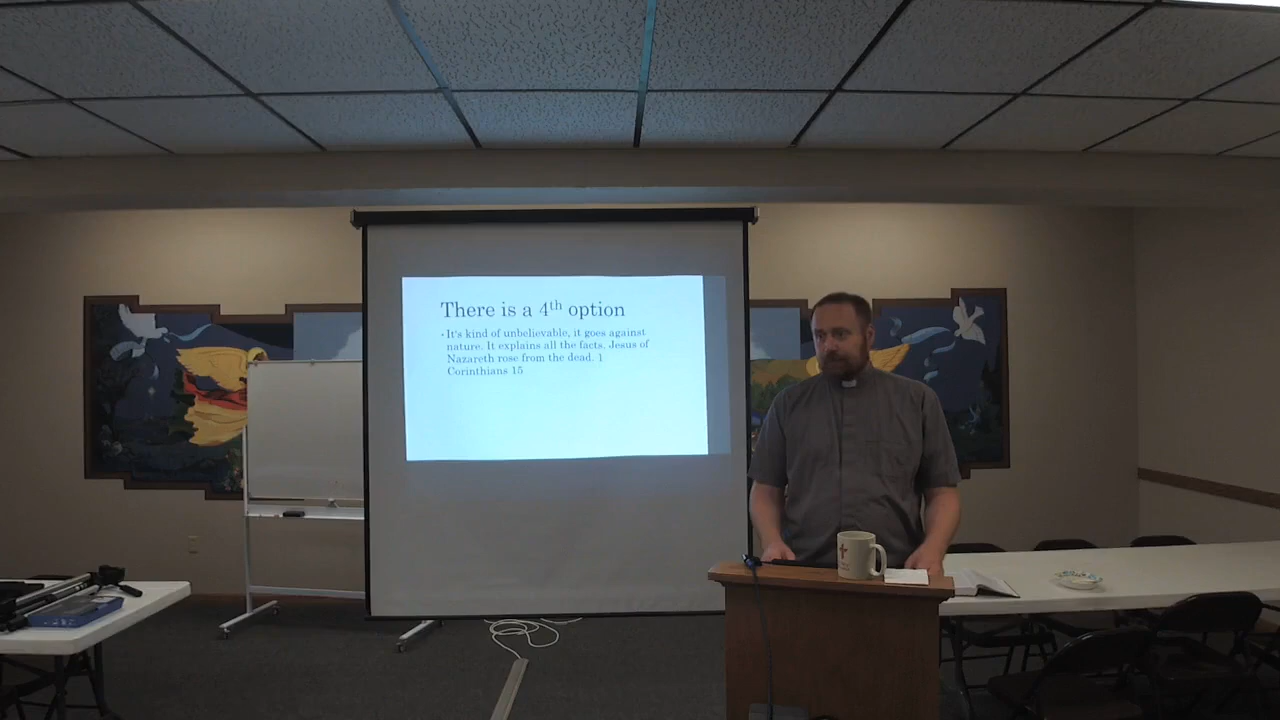 There is a 4th option
- It's kind of unbelievable, it goes against
nature. It explains all the facts. Jesus of
Nazareth rose from the dead. 1
Corinthians 15